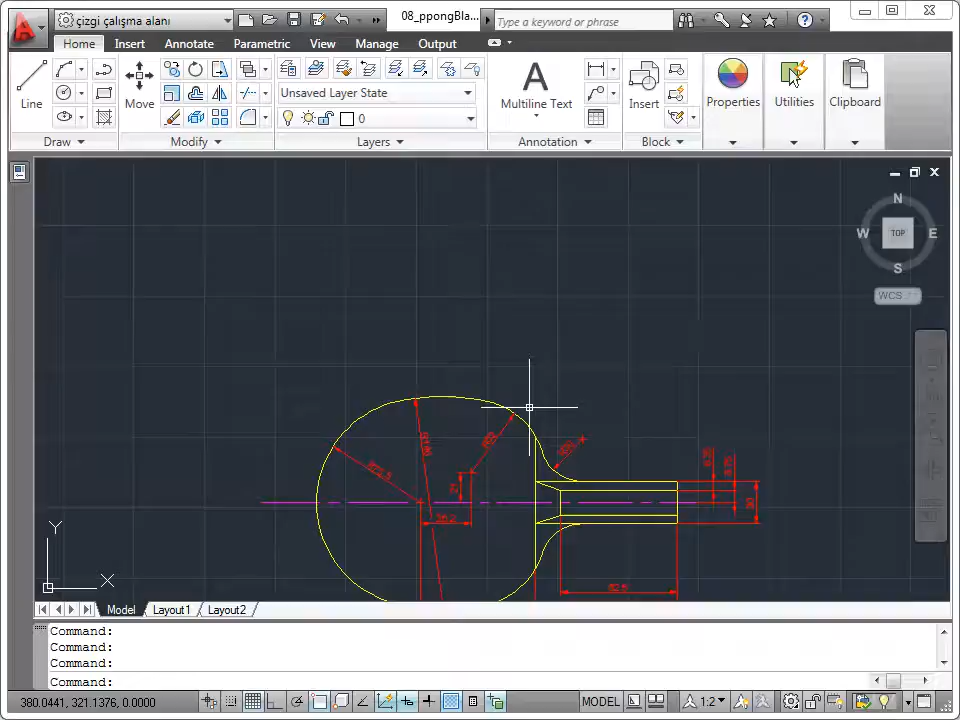 çizgi çalışma alanı
08_ppongBla...
Type a keyword or phrase
Home Insert Annotate Parametric View Manage Output
Line
Move
Unsaved Layer State
0
Multiline Text
Insert
Properties
Utilities
Clipboard
Draw Modify Layers Annotation Block
N
W TOP E
S
WCS
30
Y
X
Model Layout1 Layout2
Command:
Command:
Command:
Command:
380.0441, 321.1376, 0.0000
MODEL
1:2